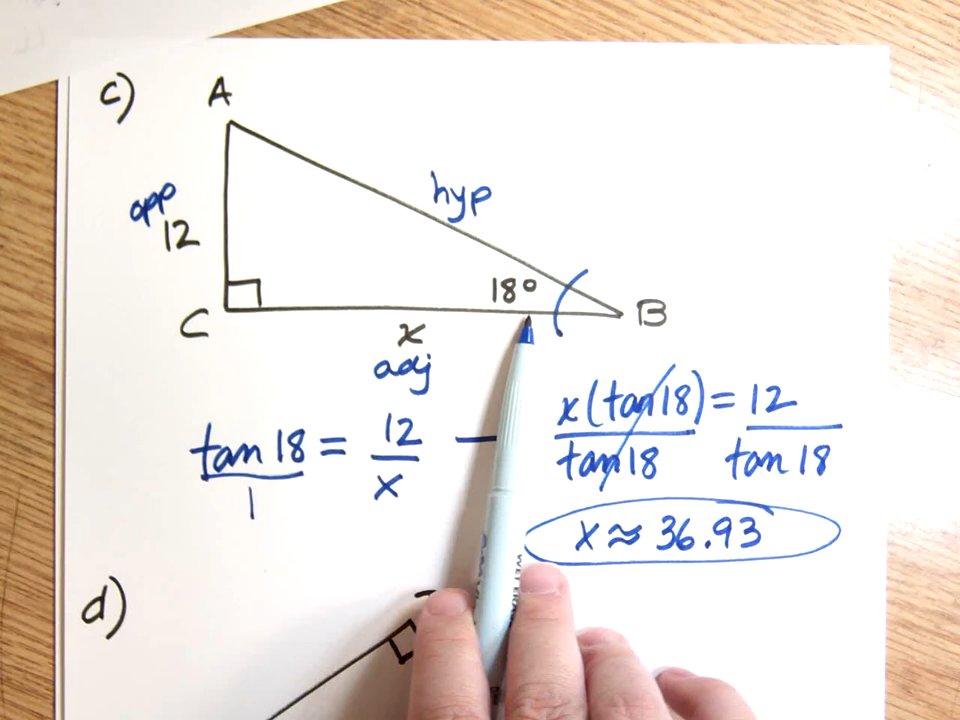 c)
A
opp
12
hyp
18°
C
B
x
adj
tan 18 = 12
1 x
x (tan 18) = 12
tan 18 tan 18
x ≈ 36.93
d)